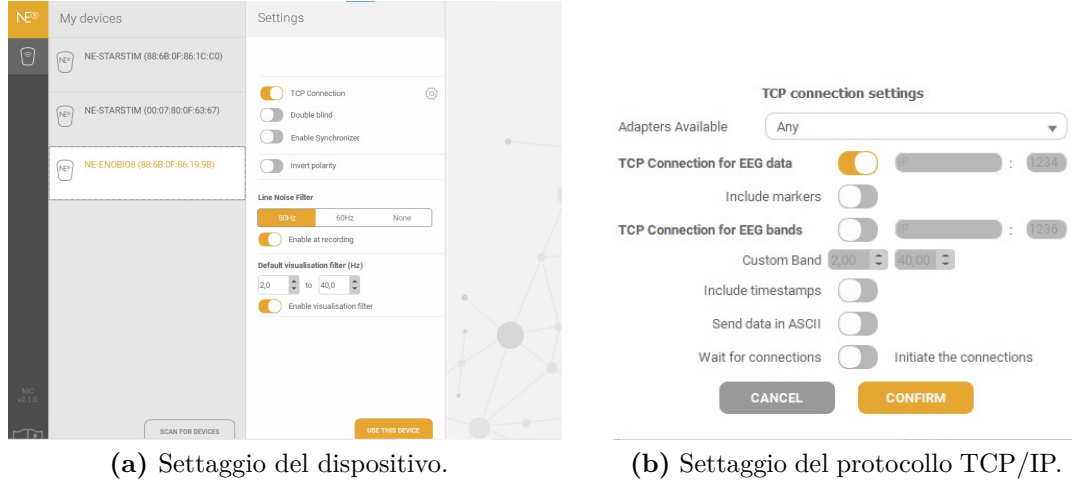 NE®
My devices
Settings
NE®
NE-STARSTIM (88:6B:0F:86:1C:C0)
NE®
NE-STARSTIM (00:07:80:0F:63:67)
NE®
NE-ENOBIO8 (88:6B:0F:86:19:9B)
TCP Connection
Double blind
Enable Synchronizer
Invert polarity
Line Noise Filter
50Hz 60Hz None
Enable at recording
Default visualisation filter (Hz)
2,0 to 40,0
Enable visualisation filter
NIC
v2.1.0
SCAN FOR DEVICES
USE THIS DEVICE
(a) Settaggio del dispositivo.
TCP connection settings
Adapters Available Any
TCP Connection for EEG data IP : 1234
Include markers
TCP Connection for EEG bands IP : 1236
Custom Band 2,00 40,00
Include timestamps
Send data in ASCII
Wait for connections Initiate the connections
CANCEL CONFIRM
(b) Settaggio del protocollo TCP/IP.